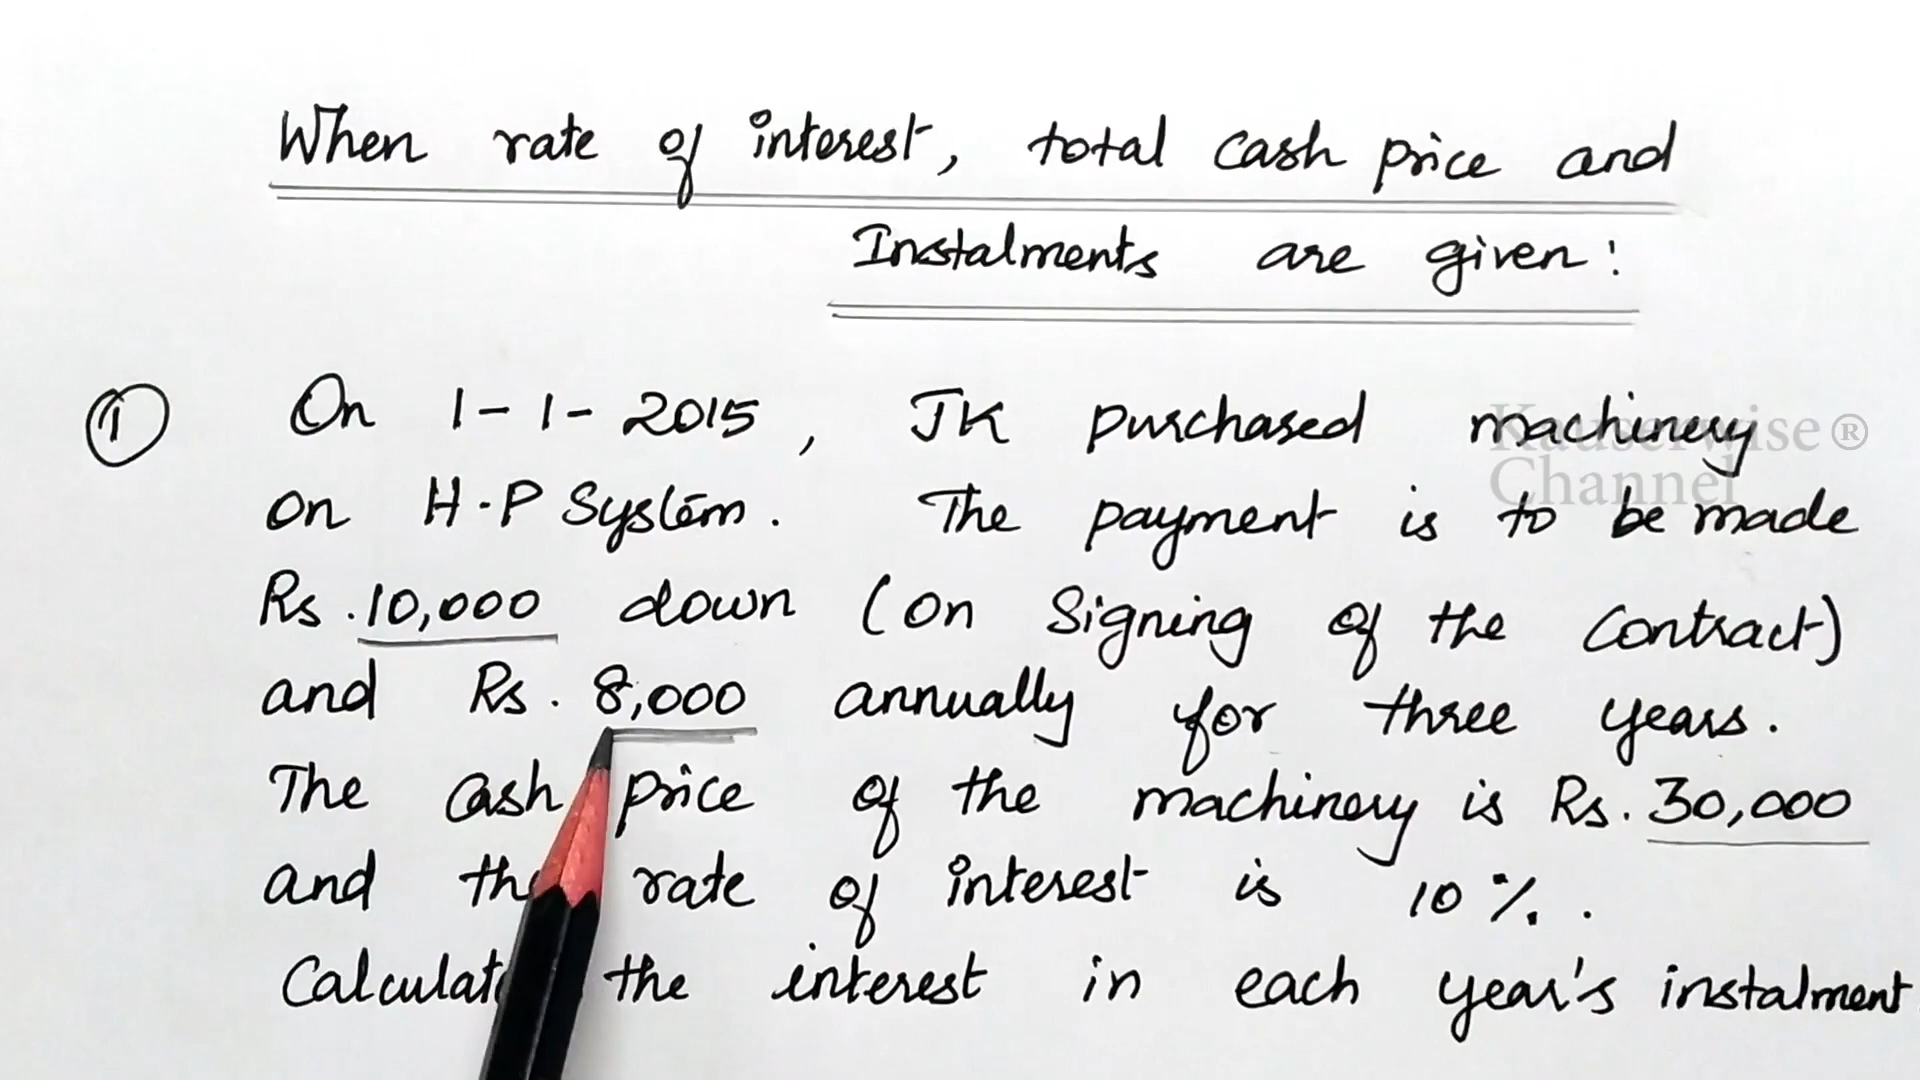 When rate of interest, total cash price and
Instalments are given:
① On 1-1-2015, JK purchased machinery
on H.P System. The payment is to be made
Rs. 10,000 down (on signing of the contract)
and Rs. 8,000 annually for three years.
The cash price of the machinery is Rs. 30,000
and the rate of interest is 10%.
Calculate the interest in each year's instalment
Kauserwise®
Channel